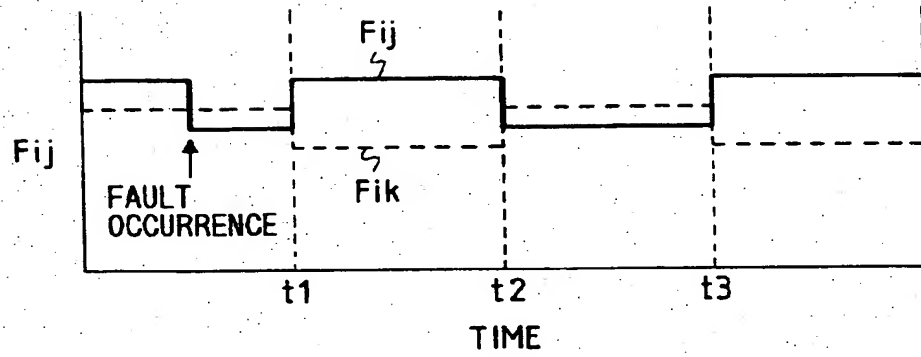 Fij
Fij
Fik
FAULT
OCCURRENCE
t1
t2
t3
TIME